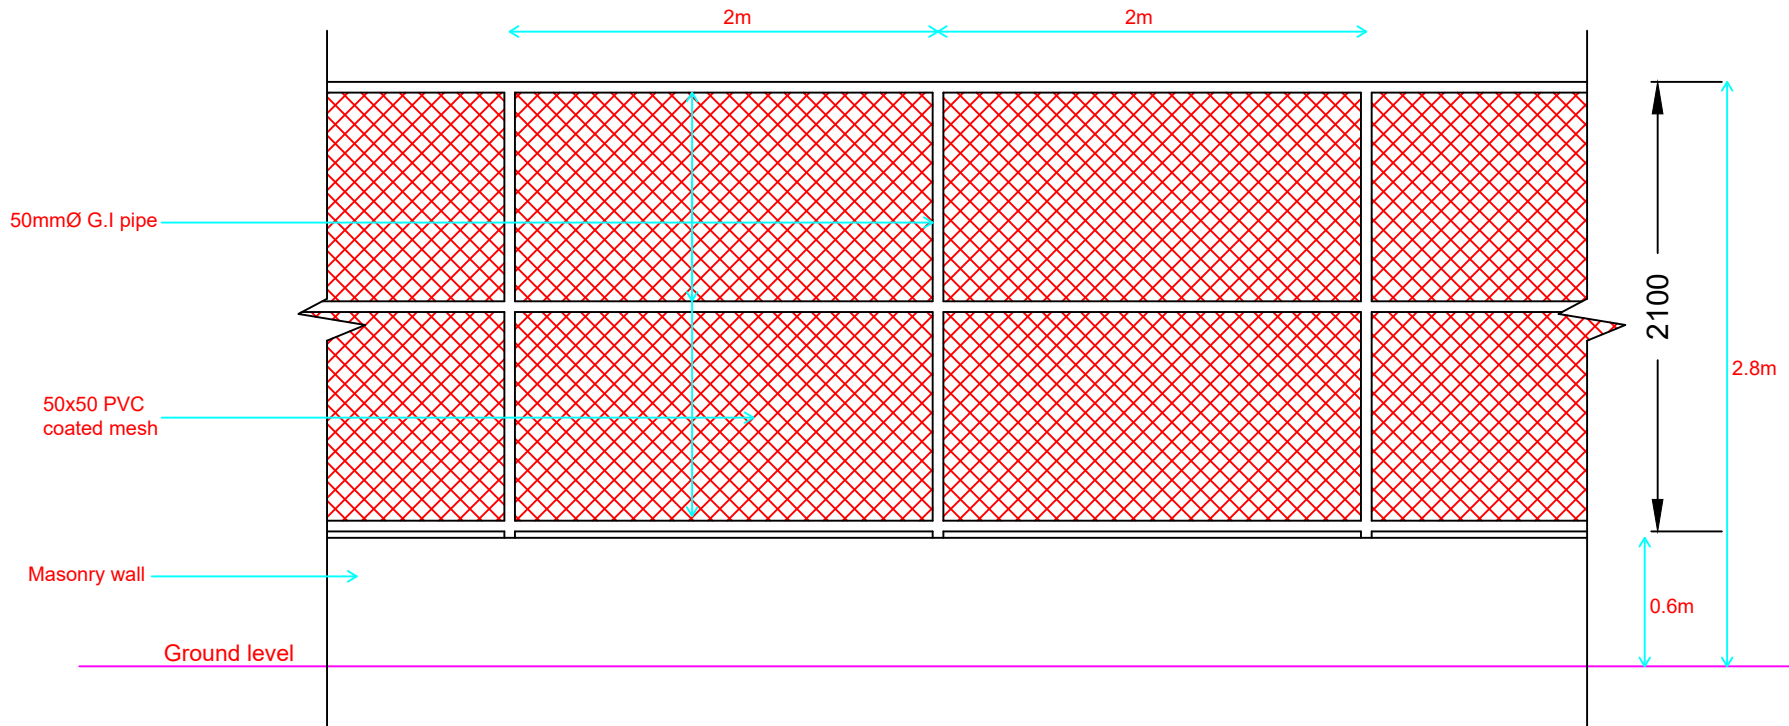 2m
2m
50mmØ G.I pipe
2100
2.8m
50x50 PVC
coated mesh
Masonry wall
0.6m
Ground level